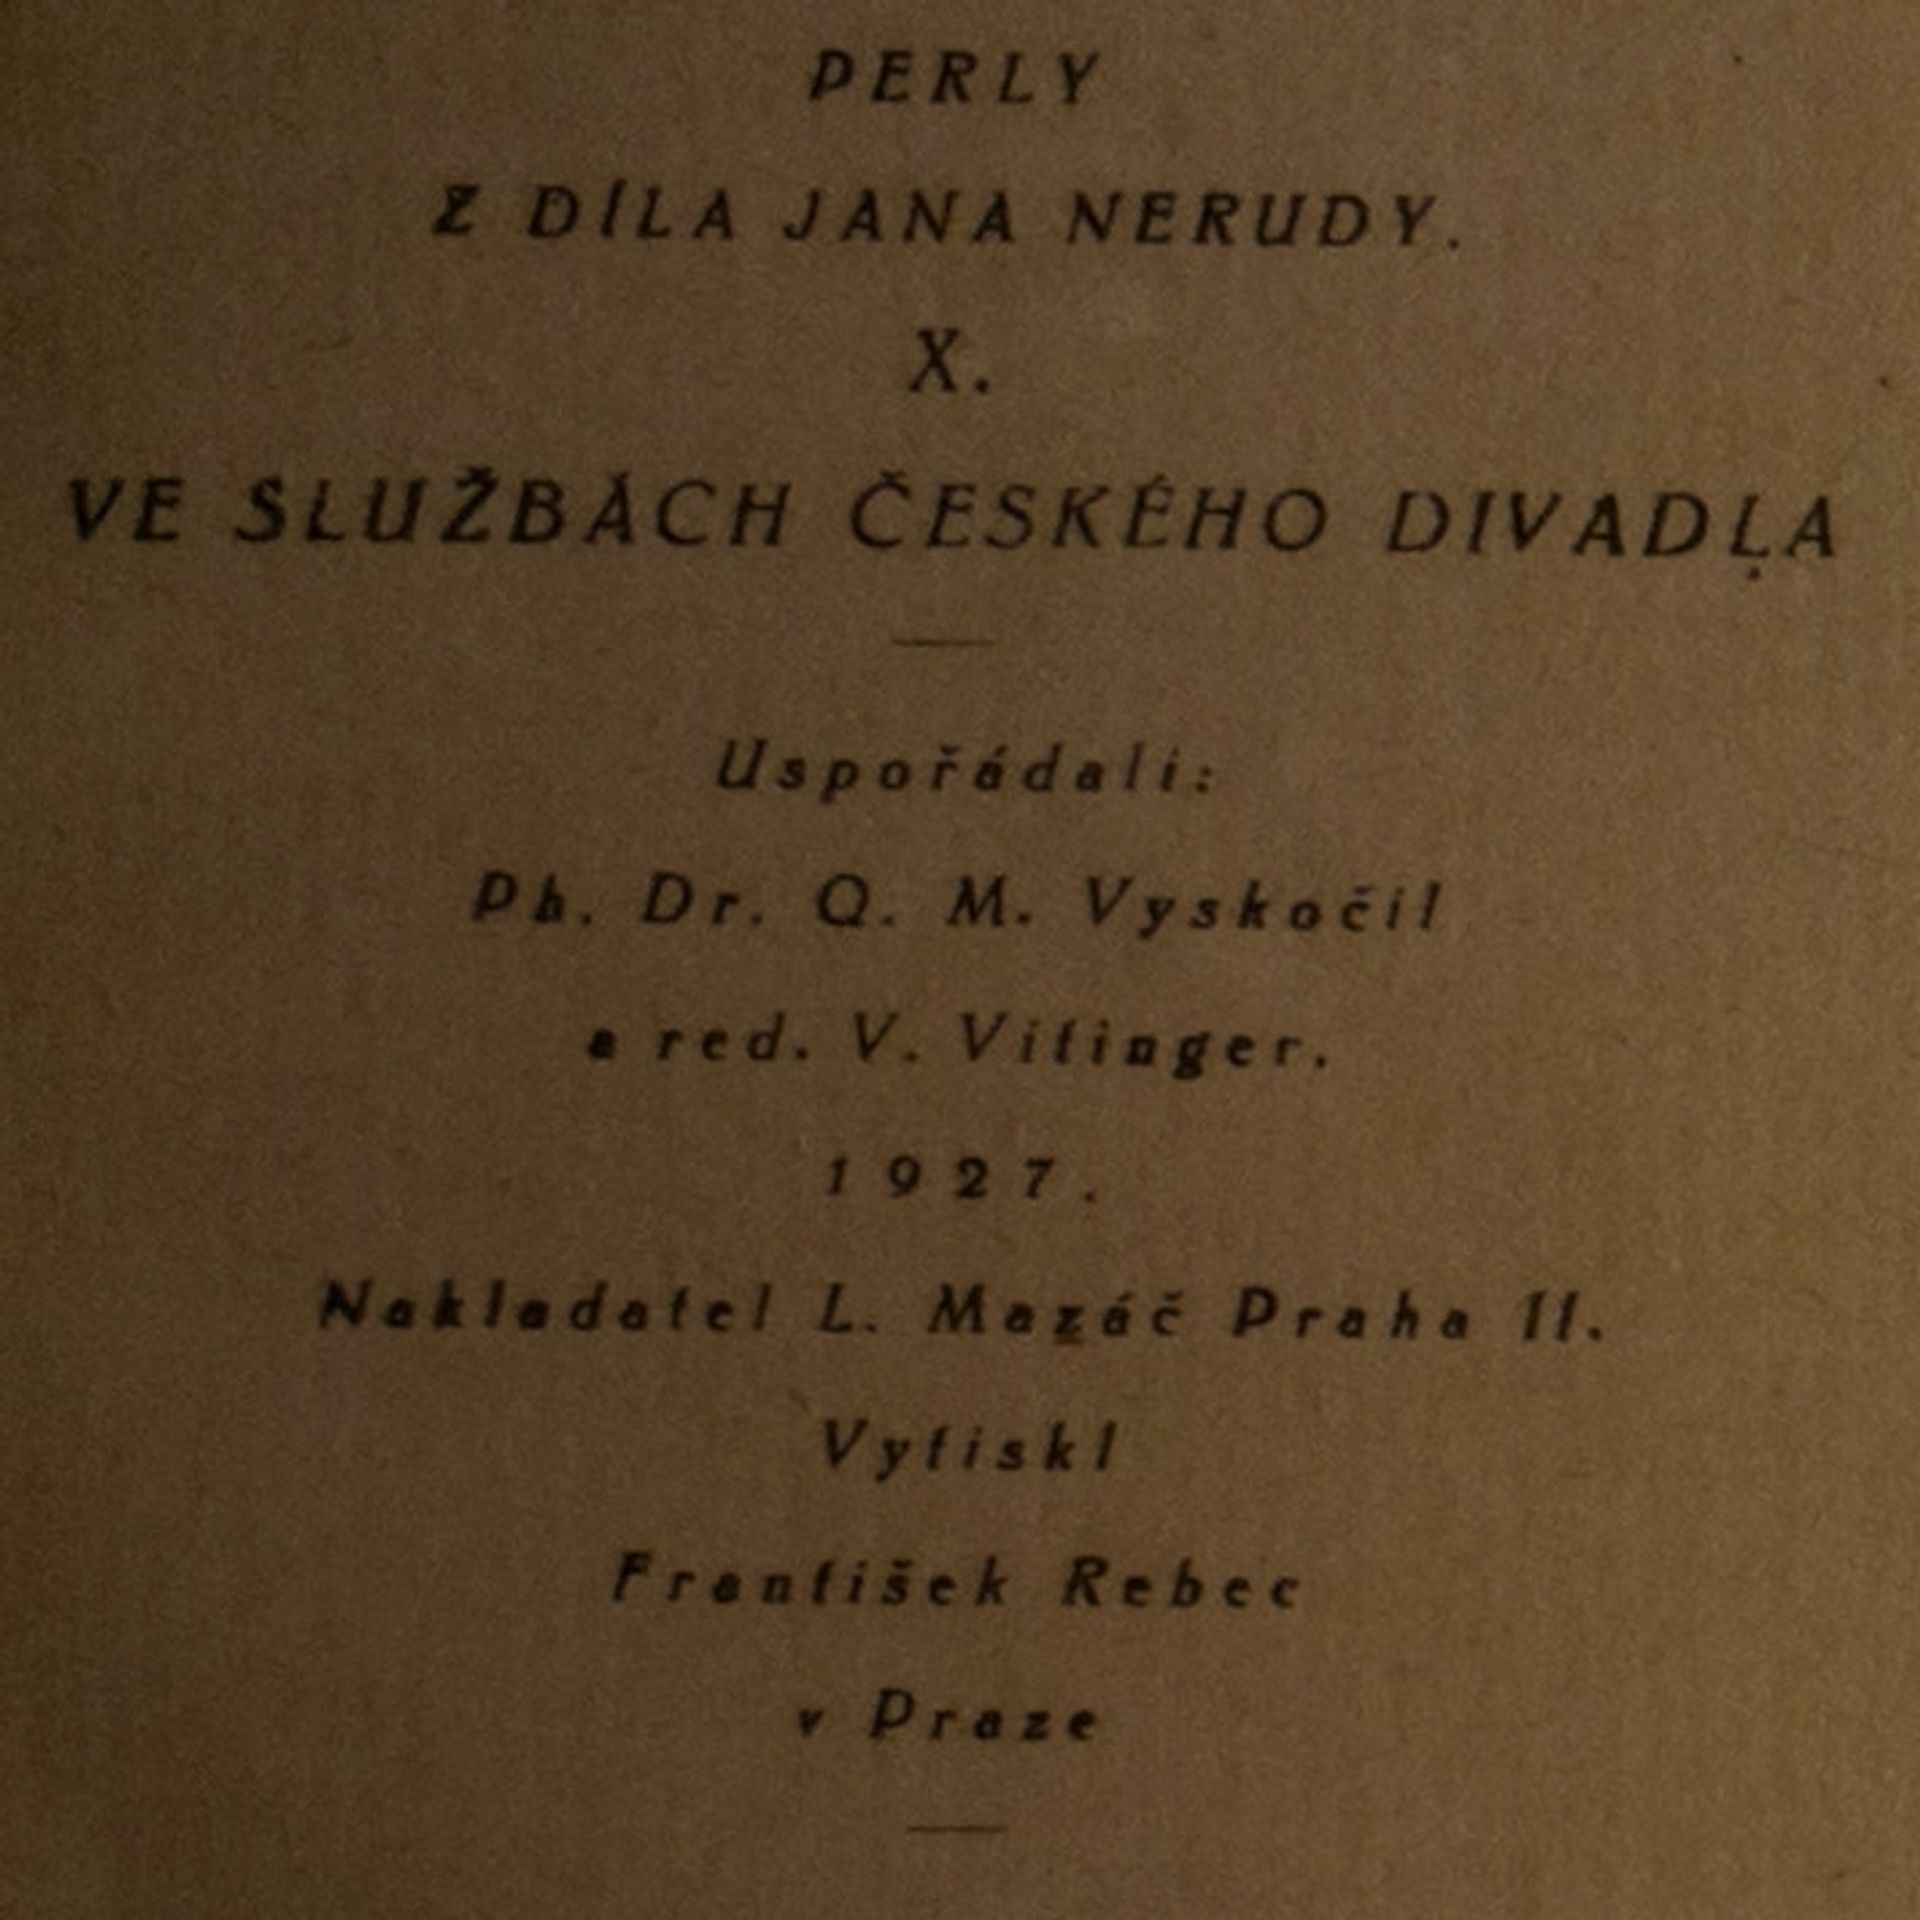 PERLY
Z DÍLA JANA NERUDY.
X.
VE SLUŽBÁCH ČESKÉHO DIVADLA
Uspořádali:
Ph. Dr. Q. M. Vyskočil
a red. V. Vitinger.
1927.
Nakladatel L. Mazáč Praha II.
Vytiskl
František Rebec
v Praze